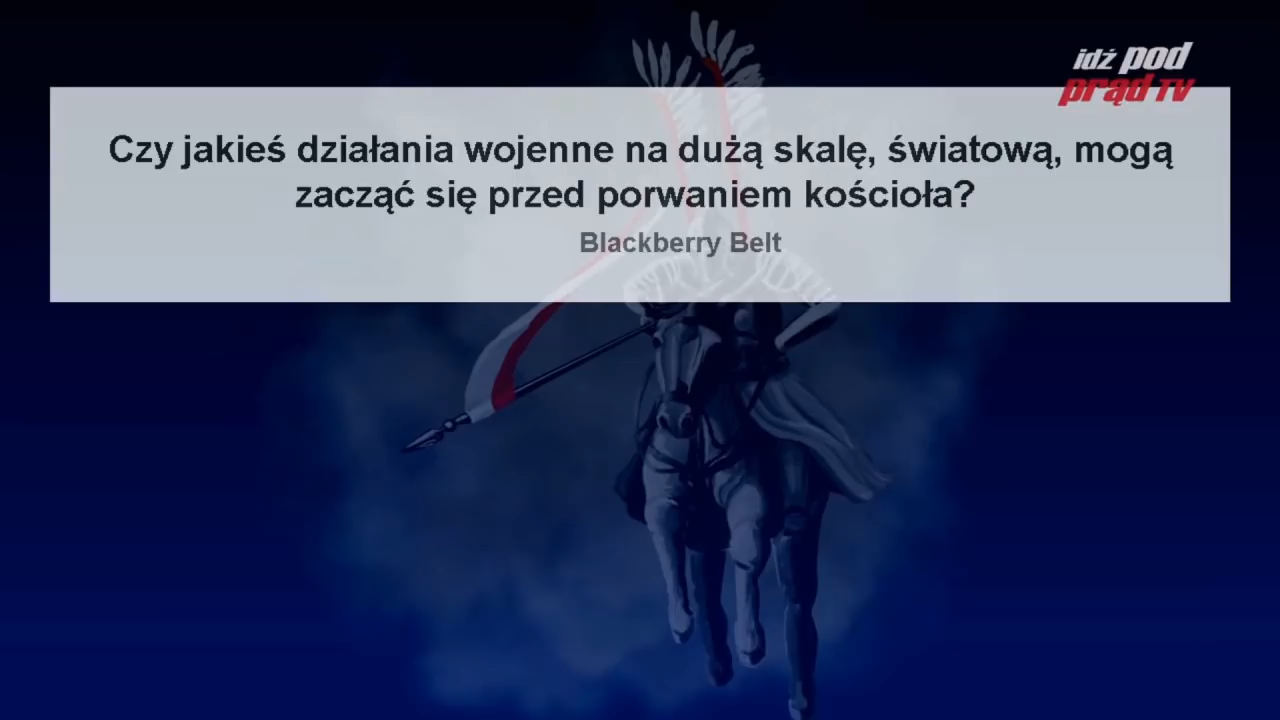 idź pod
prąd TV
Czy jakieś działania wojenne na dużą skalę, światową, mogą
zacząć się przed porwaniem kościoła?
Blackberry Belt